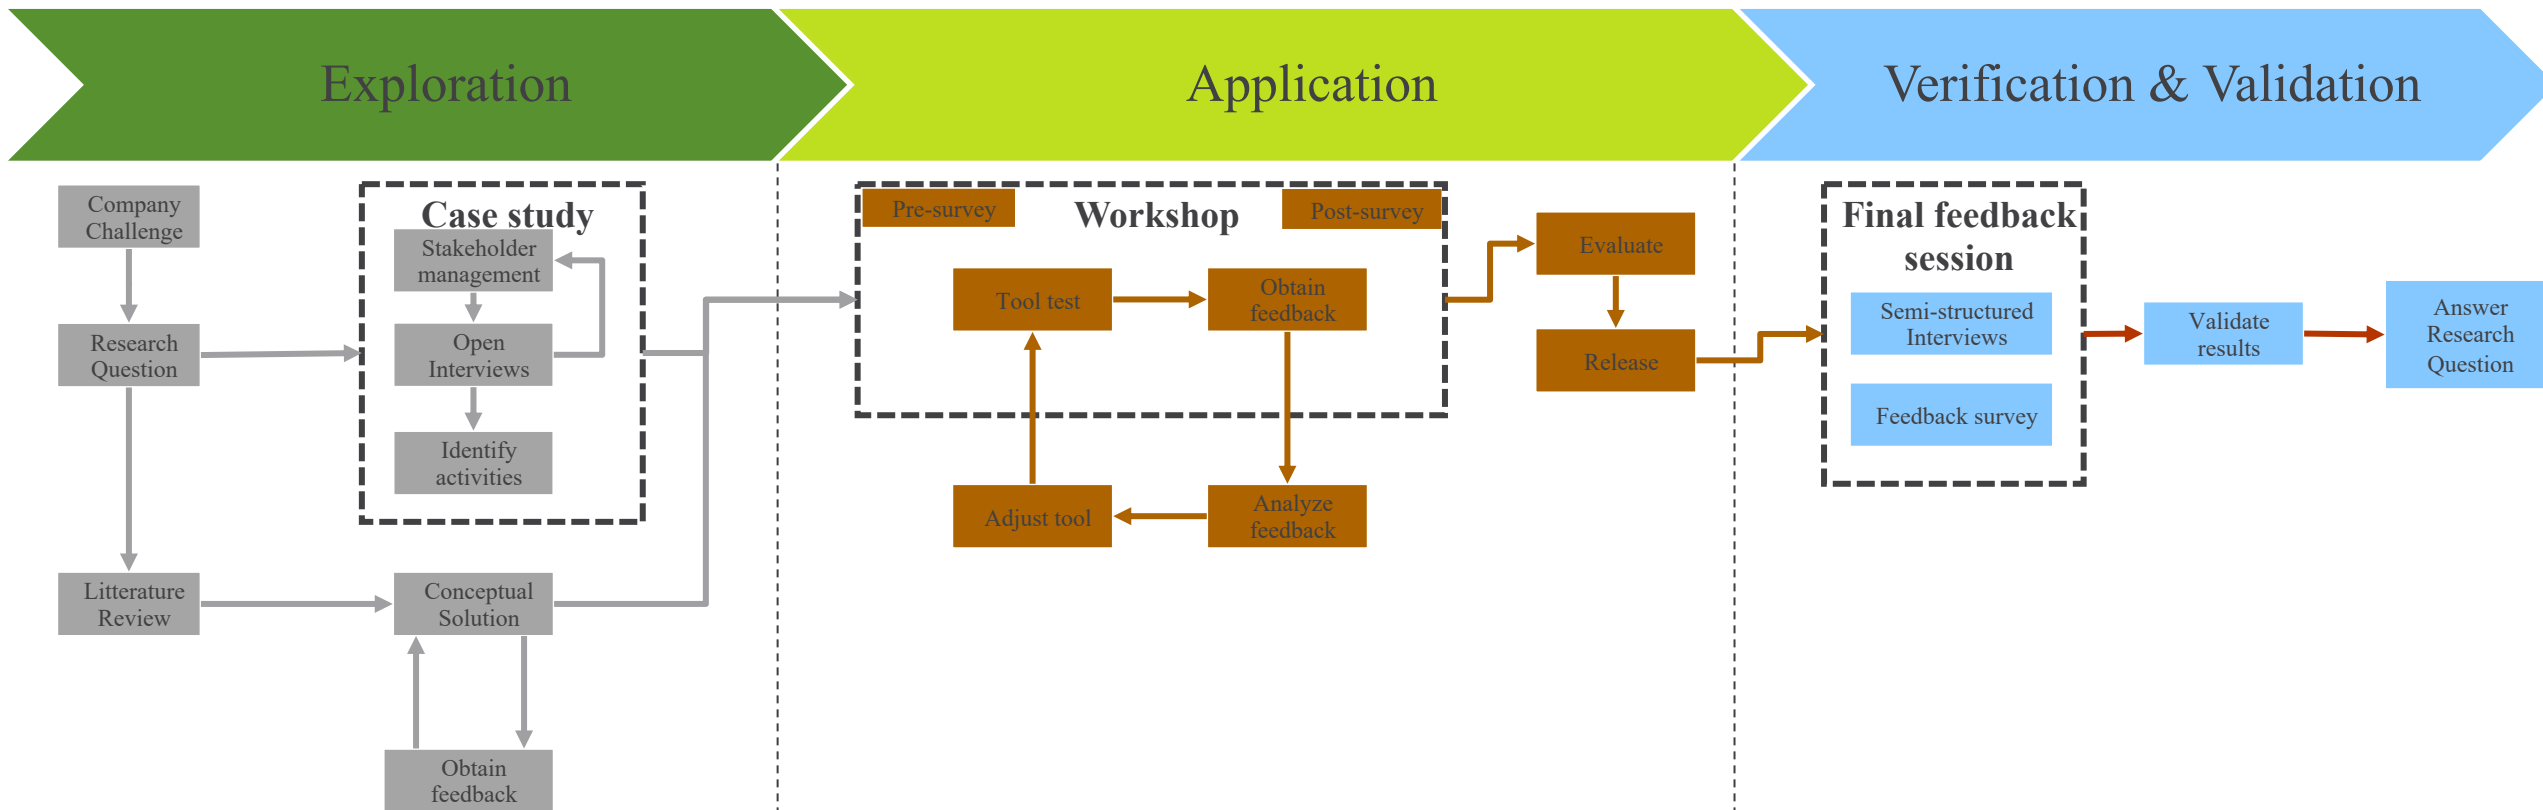 Exploration
Application
Verification & Validation
Company
Challenge
Research
Question
Litterature
Review
Case study
Stakeholder
management
Open
Interviews
Identify
activities
Conceptual
Solution
Obtain
feedback
Pre-survey
Workshop
Post-survey
Tool test
Obtain
feedback
Adjust tool
Analyze
feedback
Evaluate
Release
Final feedback
session
Semi-structured
Interviews
Feedback survey
Validate
results
Answer
Research
Question